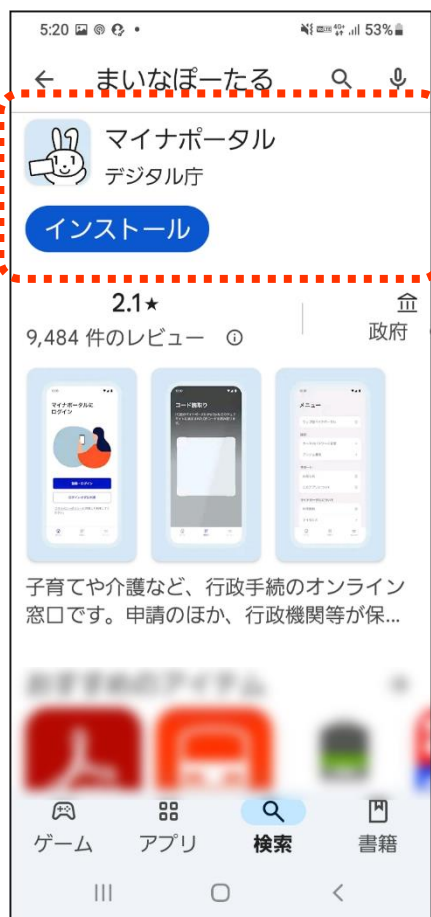 5:20 53%
まいなぽーたる
マイナポータル
デジタル庁
インストール
2.1★
9,484 件のレビュー
政府
マイナポータルに
ログイン
コード読取り
メニュー
子育てや介護など、行政手続のオンライン
窓口です。申請のほか、行政機関等が保...
ゲーム アプリ 検索 書籍